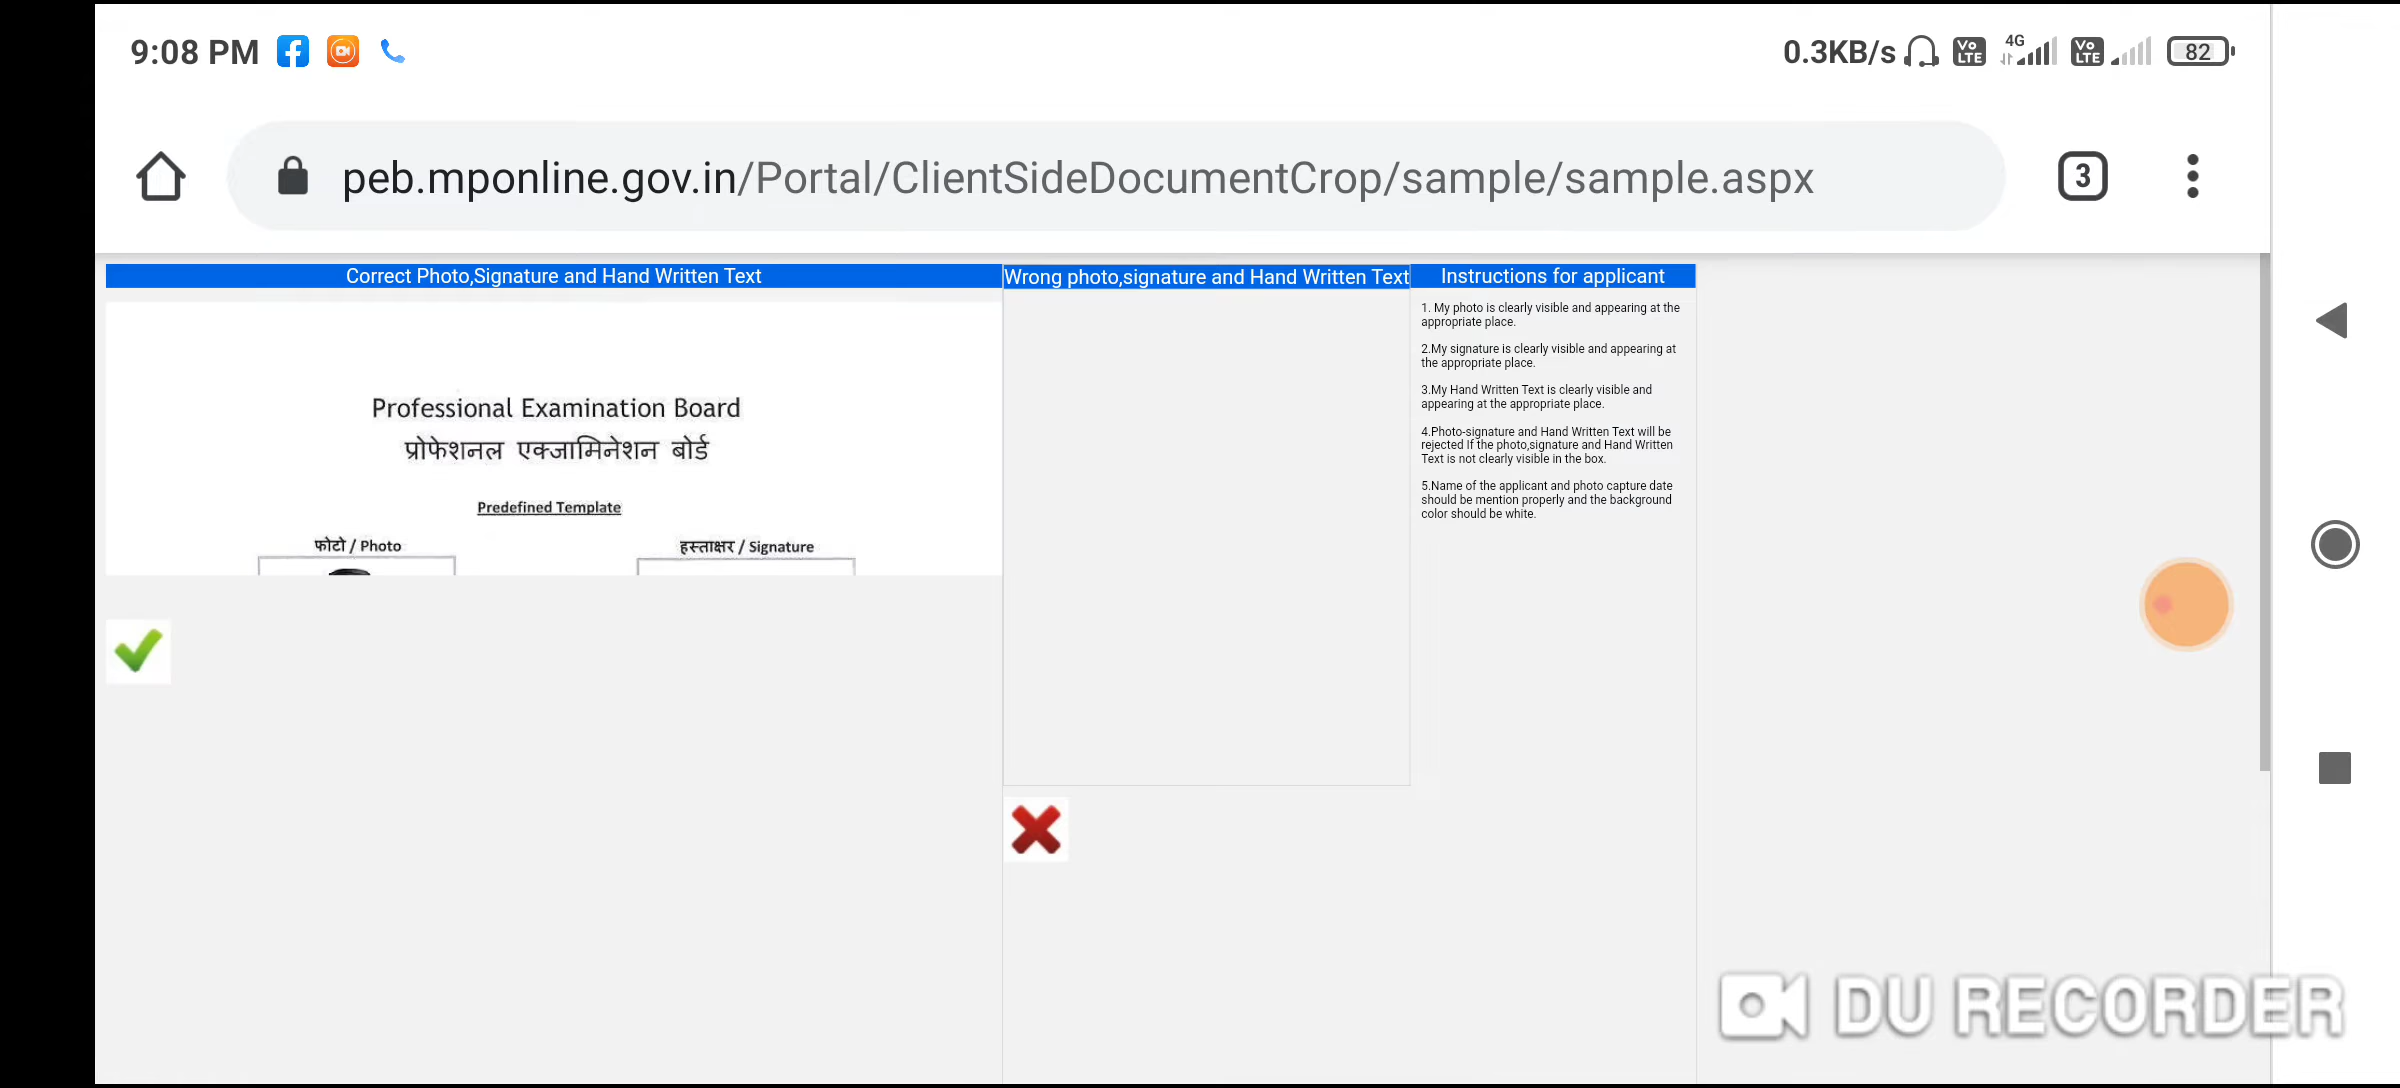 9:08 PM
0.3KB/s
Vo LTE
4G
Vo LTE
82
peb.mponline.gov.in/Portal/ClientSideDocumentCrop/sample/sample.aspx
3
Correct Photo,Signature and Hand Written Text
Professional Examination Board
प्रोफेशनल एक्जामिनेशन बोर्ड
Predefined Template
फोटो / Photo
हस्ताक्षर / Signature
Wrong photo,signature and Hand Written Text
Instructions for applicant
1. My photo is clearly visible and appearing at the
appropriate place.
2.My signature is clearly visible and appearing at
the appropriate place.
3.My Hand Written Text is clearly visible and
appearing at the appropriate place.
4.Photo-signature and Hand Written Text will be
rejected If the photo,signature and Hand Written
Text is not clearly visible in the box.
5.Name of the applicant and photo capture date
should be mention properly and the background
color should be white.
DU RECORDER